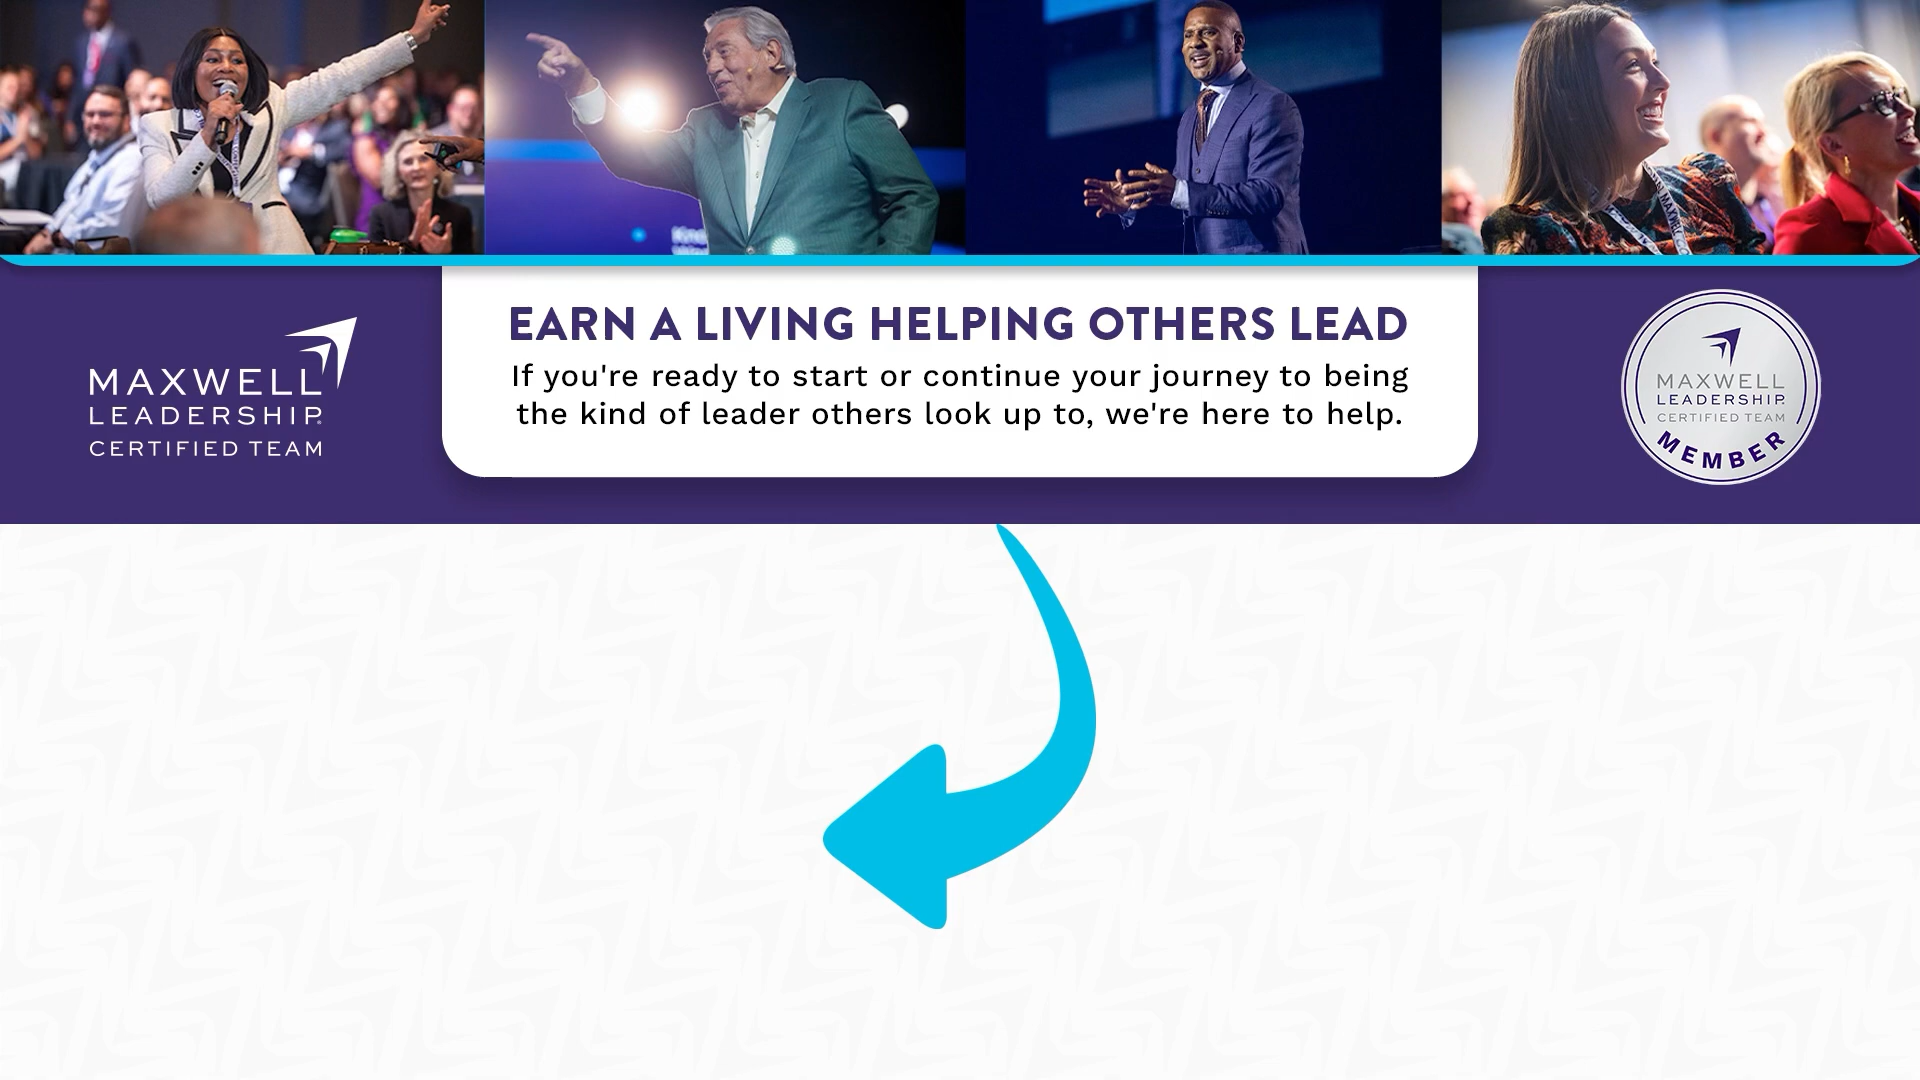 EARN A LIVING HELPING OTHERS LEAD
If you're ready to start or continue your journey to being
the kind of leader others look up to, we're here to help.
MAXWELL
LEADERSHIP®
CERTIFIED TEAM
MAXWELL
LEADERSHIP
CERTIFIED TEAM
MEMBER